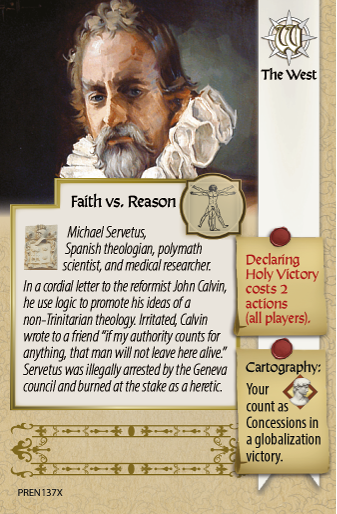 W
The West
Faith vs. Reason
Michael Servetus,
Spanish theologian, polymath
scientist, and medical researcher.
In a cordial letter to the reformist John Calvin,
he use logic to promote his ideas of a
non-Trinitarian theology. Irritated, Calvin
wrote to a friend “if my authority counts for
anything, that man will not leave here alive.”
Servetus was illegally arrested by the Geneva
council and burned at the stake as a heretic.
Declaring
Holy Victory
costs 2
actions
(all players).
Cartography:
Your
count as
Concessions in
a globalization
victory.
PREN137X